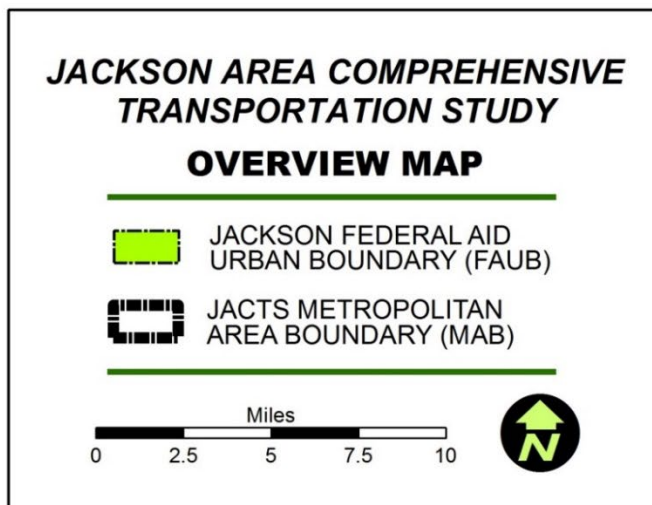 JACKSON AREA COMPREHENSIVE
TRANSPORTATION STUDY
OVERVIEW MAP
JACKSON FEDERAL AID
URBAN BOUNDARY (FAUB)
JACTS METROPOLITAN
AREA BOUNDARY (MAB)
Miles
0 2.5 5 7.5 10
N